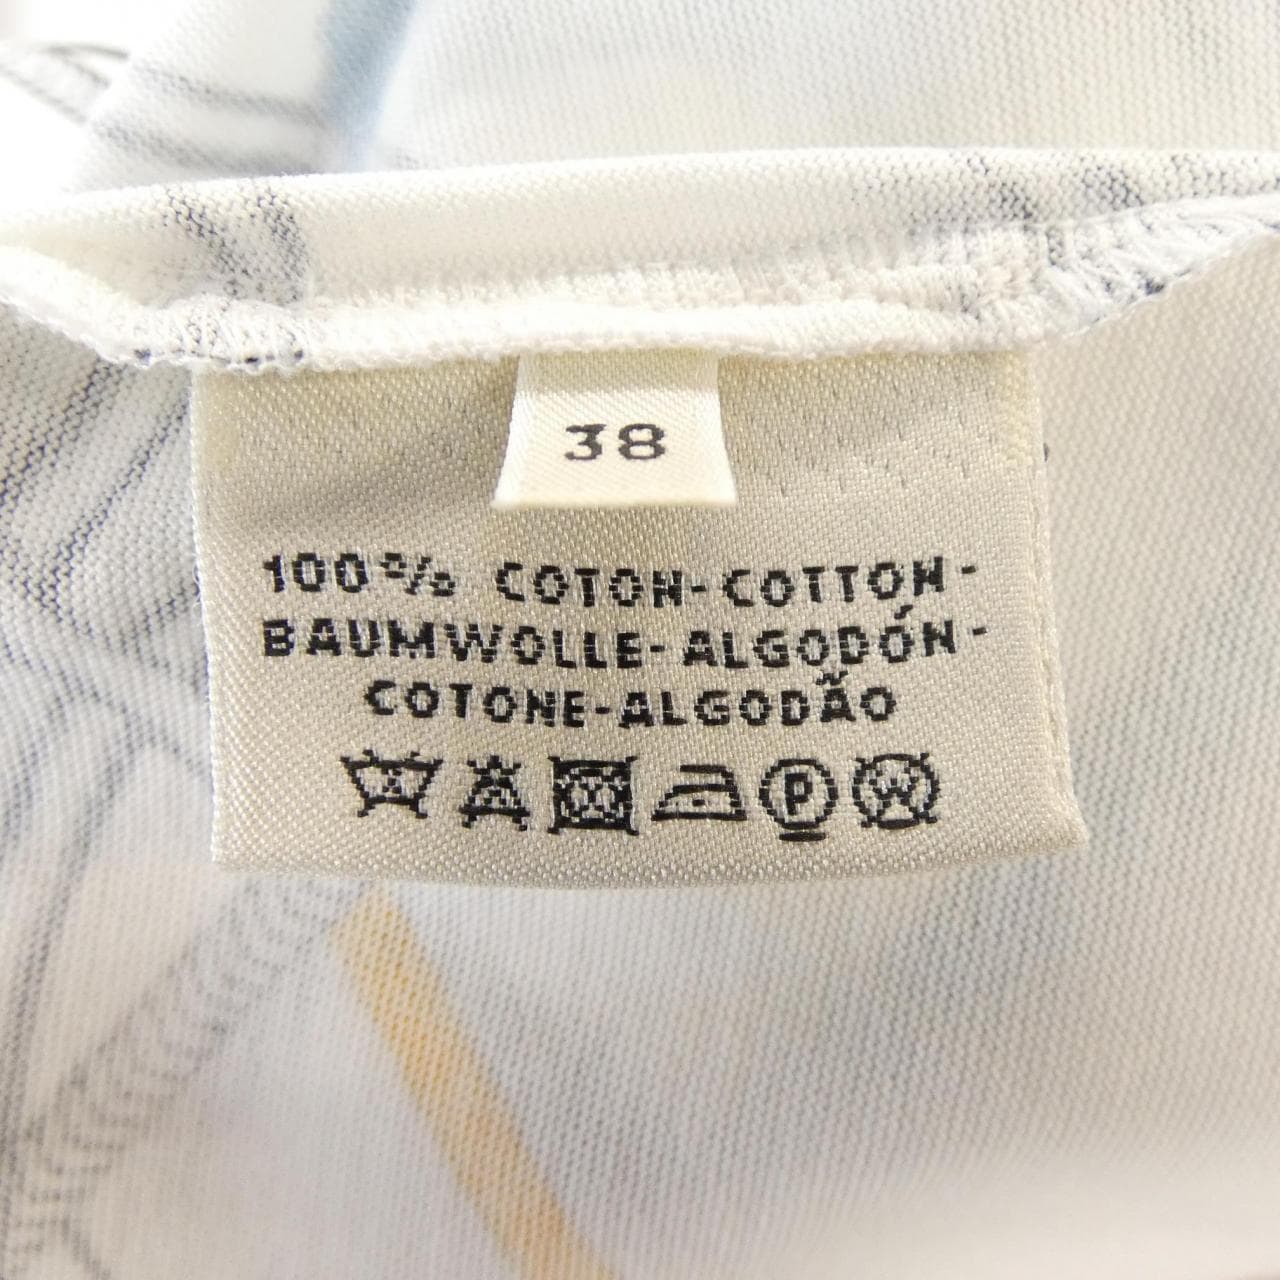 38
100% COTON-COTTON-
BAUMWOLLE-ALGODÓN-
COTONE-ALGODÃO
P W